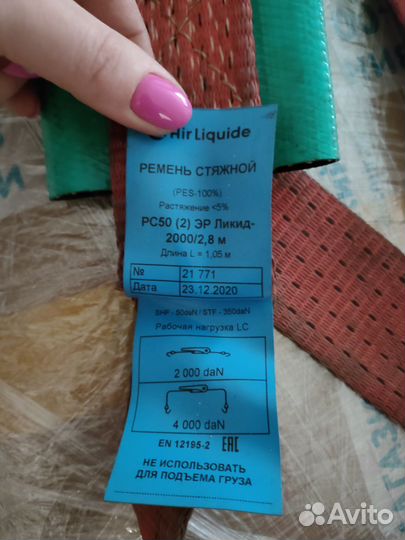 Air Liquide
РЕМЕНЬ СТЯЖНОЙ
(PES-100%)
Растяжение <5%
РС50 (2) ЭР Ликид-
2000/2,8 м
Длина L = 1,05 м
№ 21 771
Дата 23.12.2020
SHF - 50daN / STF - 350daN
Рабочая нагрузка LC
2 000 daN
4 000 daN
EN 12195-2 EAC
НЕ ИСПОЛЬЗОВАТЬ
ДЛЯ ПОДЪЕМА ГРУЗА
Avito